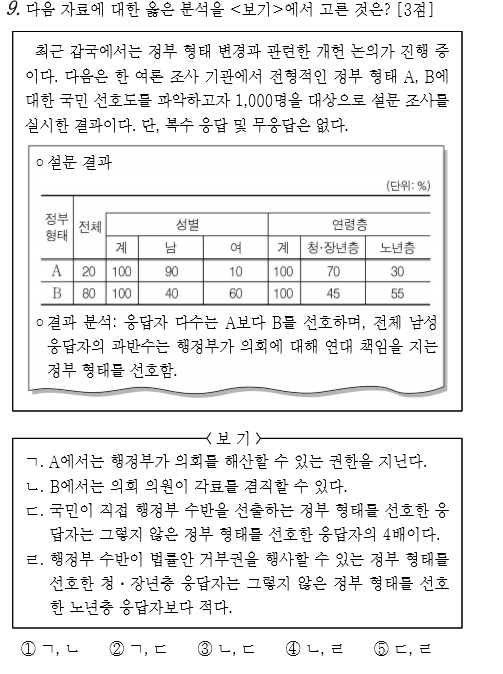 9. 다음 자료에 대한 옳은 분석을 <보기>에서 고른 것은? [3점]
최근 갑국에서는 정부 형태 변경과 관련한 개헌 논의가 진행 중
이다. 다음은 한 여론 조사 기관에서 전형적인 정부 형태 A, B에
대한 국민 선호도를 파악하고자 1,000명을 대상으로 설문 조사를
실시한 결과이다. 단, 복수 응답 및 무응답은 없다.
○ 설문 결과
(단위: %)
정부 형태 전체 성별 연령층
계 남 여 계 청·장년층 노년층
A 20 100 90 10 100 70 30
B 80 100 40 60 100 45 55
○ 결과 분석: 응답자 다수는 A보다 B를 선호하며, 전체 남성
응답자의 과반수는 행정부가 의회에 대해 연대 책임을 지는
정부 형태를 선호함.
<보 기>
ㄱ. A에서는 행정부가 의회를 해산할 수 있는 권한을 지닌다.
ㄴ. B에서는 의회 의원이 각료를 겸직할 수 있다.
ㄷ. 국민이 직접 행정부 수반을 선출하는 정부 형태를 선호한 응
답자는 그렇지 않은 정부 형태를 선호한 응답자의 4배이다.
ㄹ. 행정부 수반이 법률안 거부권을 행사할 수 있는 정부 형태를
선호한 청·장년층 응답자는 그렇지 않은 정부 형태를 선호
한 노년층 응답자보다 적다.
① ㄱ, ㄴ ② ㄱ, ㄷ ③ ㄴ, ㄷ ④ ㄴ, ㄹ ⑤ ㄷ, ㄹ